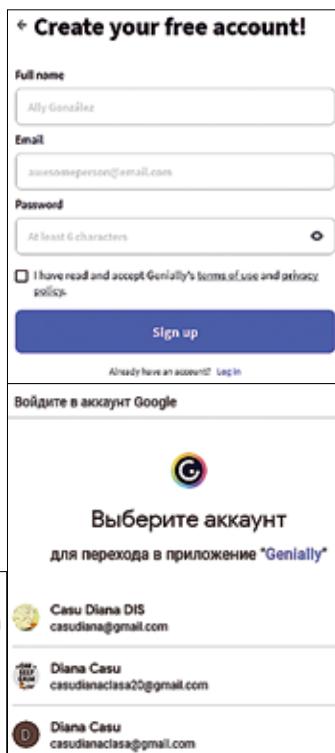 ← Create your free account!
Full name
Ally González
Email
awesomeperson@email.com
Password
At least 6 characters
I have read and accept Genially's terms of use and privacy
policy.
Sign up
Already have an account? Log in
Войдите в аккаунт Google
Выберите аккаунт
для перехода в приложение "Genially"
Casu Diana DIS
casudiana@gmail.com
Diana Casu
casudianaclasa20@gmail.com
D
Diana Casu
casudianaclasa@gmail.com